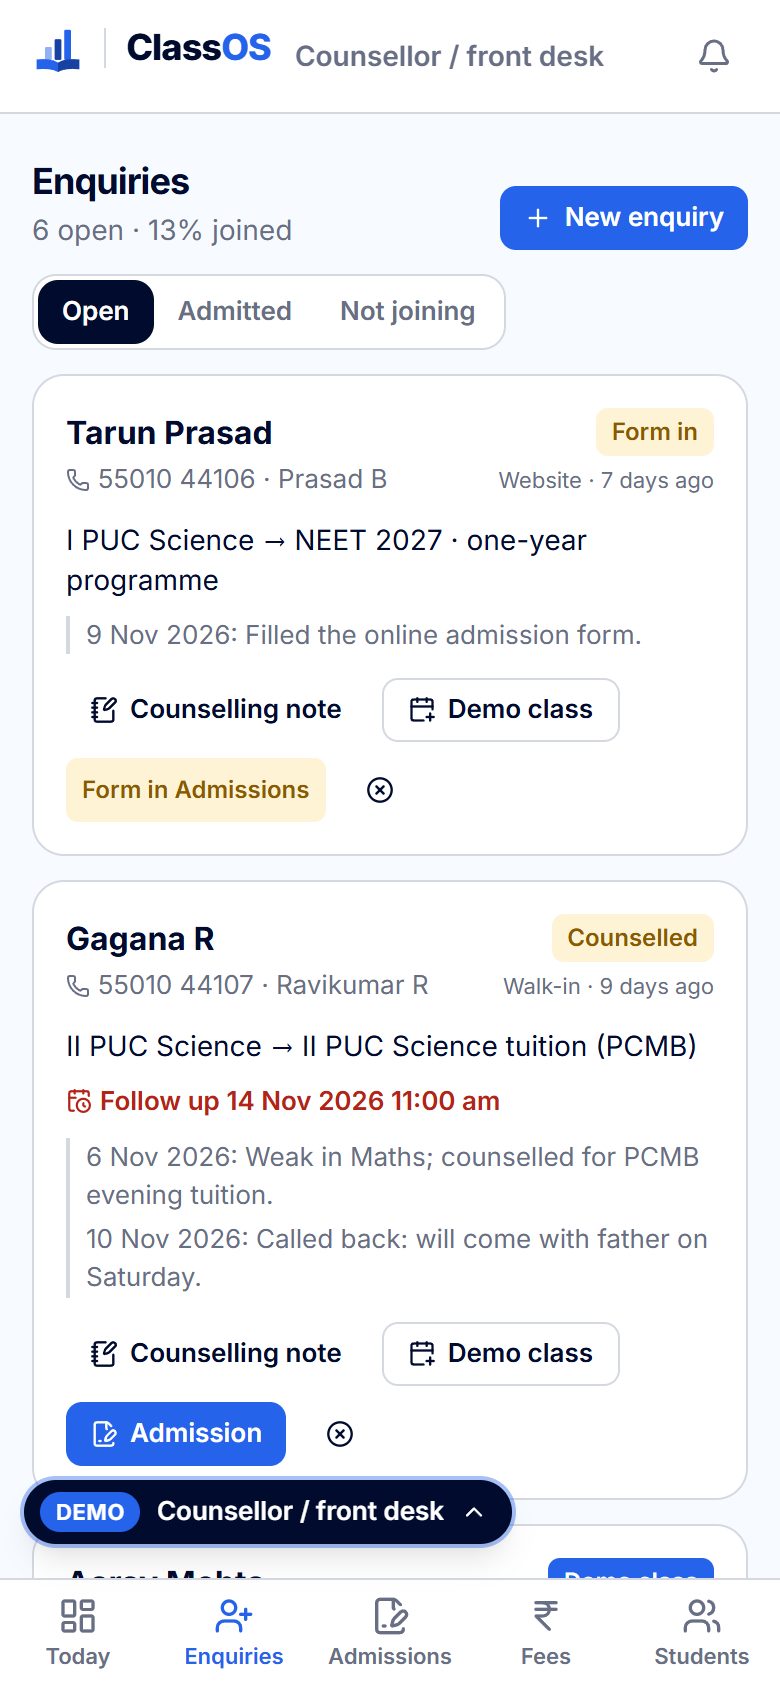 ClassOS Counsellor / front desk
Enquiries
6 open · 13% joined
New enquiry
Open Admitted Not joining
Tarun Prasad Form in
55010 44106 · Prasad B Website · 7 days ago
I PUC Science → NEET 2027 · one-year
programme
9 Nov 2026: Filled the online admission form.
Counselling note Demo class
Form in Admissions
Gagana R Counselled
55010 44107 · Ravikumar R Walk-in · 9 days ago
II PUC Science → II PUC Science tuition (PCMB)
Follow up 14 Nov 2026 11:00 am
6 Nov 2026: Weak in Maths; counselled for PCMB
evening tuition.
10 Nov 2026: Called back: will come with father on
Saturday.
Counselling note Demo class
Admission
DEMO Counsellor / front desk
Demo class
Today Enquiries Admissions Fees Students